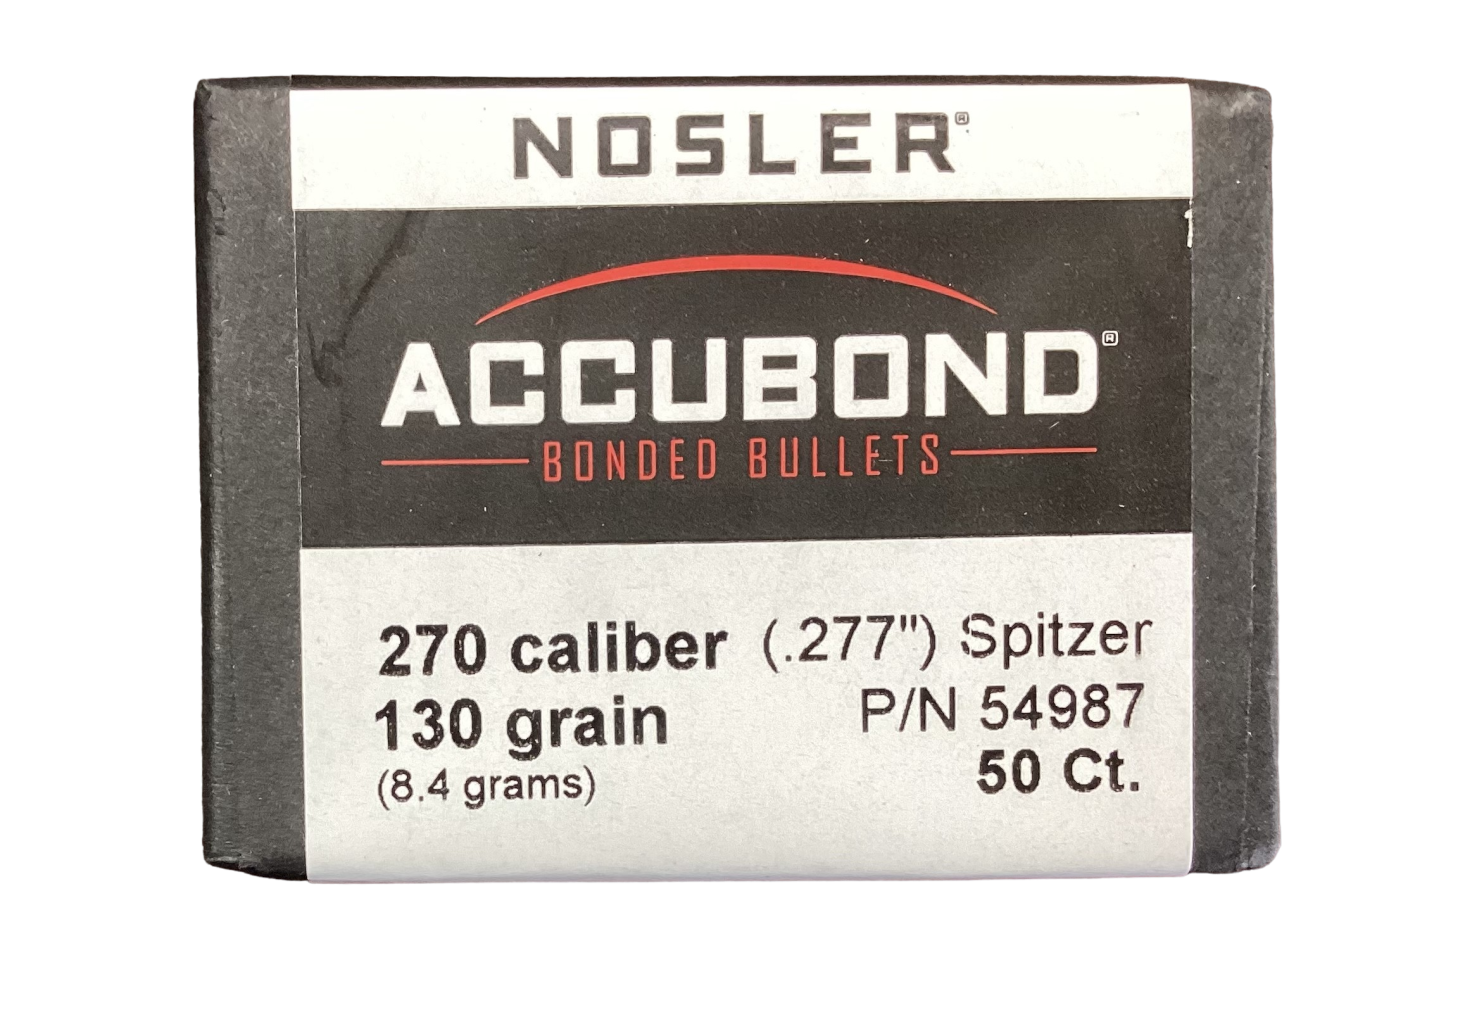 NOSLER®
ACCUBOND®
BONDED BULLETS
270 caliber (.277") Spitzer
130 grain P/N 54987
(8.4 grams) 50 Ct.